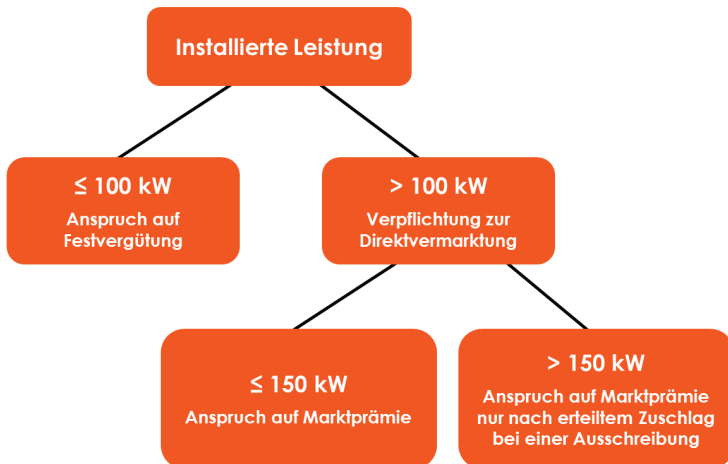 Installierte Leistung
≤ 100 kW
Anspruch auf
Festvergütung
> 100 kW
Verpflichtung zur
Direktvermarktung
≤ 150 kW
Anspruch auf Marktprämie
> 150 kW
Anspruch auf Marktprämie
nur nach erteiltem Zuschlag
bei einer Ausschreibung